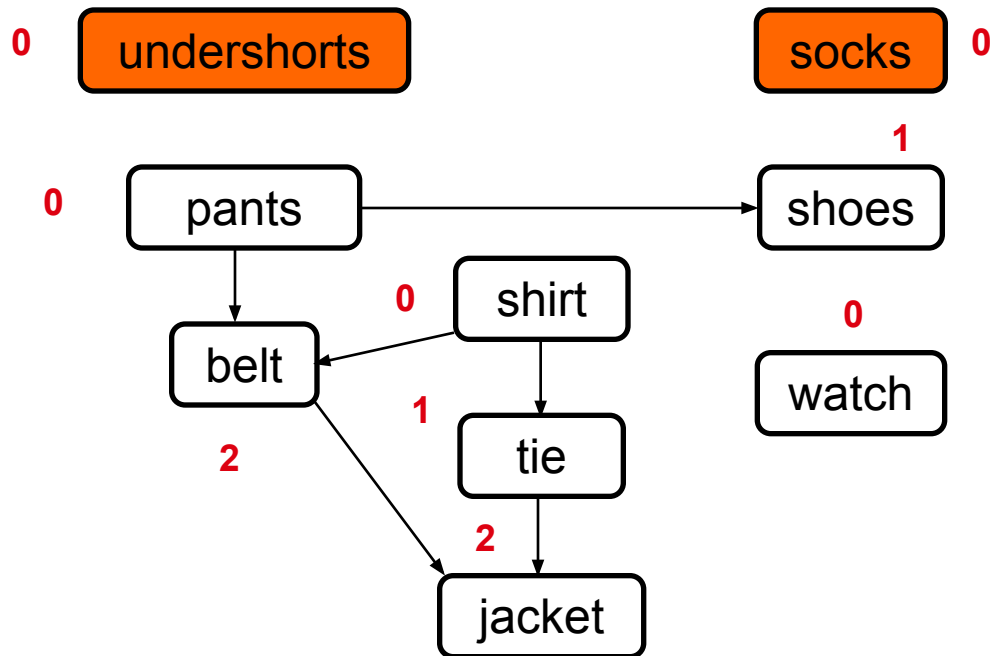 0 undershorts socks 0
1
0 pants shoes
0 shirt 0
belt watch
1 tie
2
2
jacket